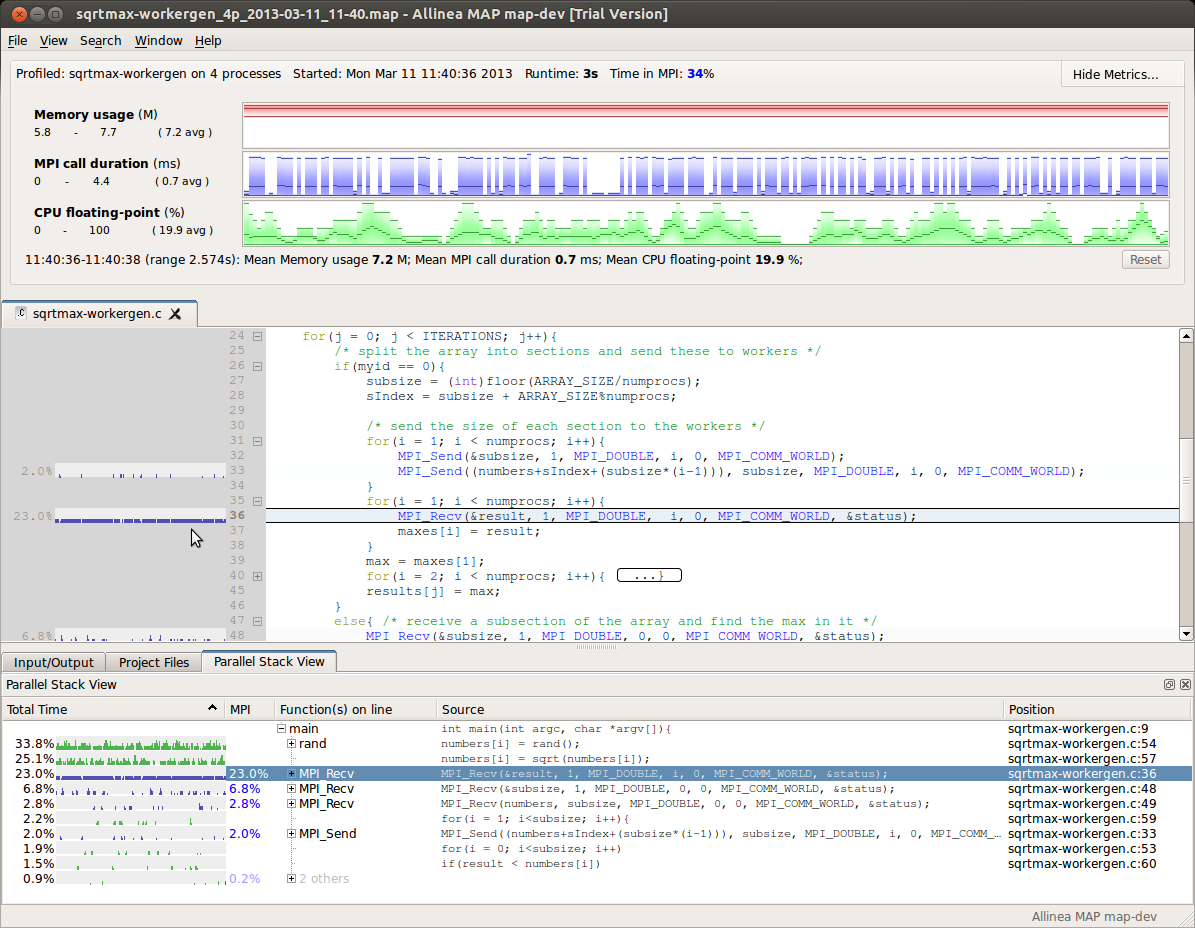 sqrtmax-workergen_4p_2013-03-11_11-40.map - Allinea MAP map-dev [Trial Version]
File View Search Window Help
Profiled: sqrtmax-workergen on 4 processes Started: Mon Mar 11 11:40:36 2013 Runtime: 3s Time in MPI: 34%
Hide Metrics...
Memory usage (M)
5.8 - 7.7 ( 7.2 avg )
MPI call duration (ms)
0 - 4.4 ( 0.7 avg )
CPU floating-point (%)
0 - 100 ( 19.9 avg )
11:40:36-11:40:38 (range 2.574s): Mean Memory usage 7.2 M; Mean MPI call duration 0.7 ms; Mean CPU floating-point 19.9 %;
Reset
.c sqrtmax-workergen.c X
24 for(j = 0; j < ITERATIONS; j++){
25 /* split the array into sections and send these to workers */
26 if(myid == 0){
27 subsize = (int)floor(ARRAY_SIZE/numprocs);
28 sIndex = subsize + ARRAY_SIZE%numprocs;
29
30 /* send the size of each section to the workers */
31 for(i = 1; i < numprocs; i++){
32 MPI_Send(&subsize, 1, MPI_DOUBLE, i, 0, MPI_COMM_WORLD);
2.0% 33 MPI_Send((numbers+sIndex+(subsize*(i-1))), subsize, MPI_DOUBLE, i, 0, MPI_COMM_WORLD);
34 }
35 for(i = 1; i < numprocs; i++){
23.0% 36 MPI_Recv(&result, 1, MPI_DOUBLE, i, 0, MPI_COMM_WORLD, &status);
37 maxes[i] = result;
38 }
39 max = maxes[1];
40 for(i = 2; i < numprocs; i++){ ...}
45 results[j] = max;
46 }
47 else{ /* receive a subsection of the array and find the max in it */
6.8% 48 MPI_Recv(&subsize, 1, MPI_DOUBLE, 0, 0, MPI_COMM_WORLD, &status);
Input/Output Project Files Parallel Stack View
Parallel Stack View
Total Time MPI Function(s) on line Source Position
main int main(int argc, char *argv[]){ sqrtmax-workergen.c:9
33.8% rand numbers[i] = rand(); sqrtmax-workergen.c:54
25.1% numbers[i] = sqrt(numbers[i]); sqrtmax-workergen.c:57
23.0% 23.0% MPI_Recv MPI_Recv(&result, 1, MPI_DOUBLE, i, 0, MPI_COMM_WORLD, &status); sqrtmax-workergen.c:36
6.8% 6.8% MPI_Recv MPI_Recv(&subsize, 1, MPI_DOUBLE, 0, 0, MPI_COMM_WORLD, &status); sqrtmax-workergen.c:48
2.8% 2.8% MPI_Recv MPI_Recv(numbers, subsize, MPI_DOUBLE, 0, 0, MPI_COMM_WORLD, &status); sqrtmax-workergen.c:49
2.2% for(i = 1; i<subsize; i++){ sqrtmax-workergen.c:59
2.0% 2.0% MPI_Send MPI_Send((numbers+sIndex+(subsize*(i-1))), subsize, MPI_DOUBLE, i, 0, MPI_COMM_... sqrtmax-workergen.c:33
1.9% for(i = 0; i<subsize; i++) sqrtmax-workergen.c:53
1.5% if(result < numbers[i]) sqrtmax-workergen.c:60
0.9% 0.2% 2 others
Allinea MAP map-dev